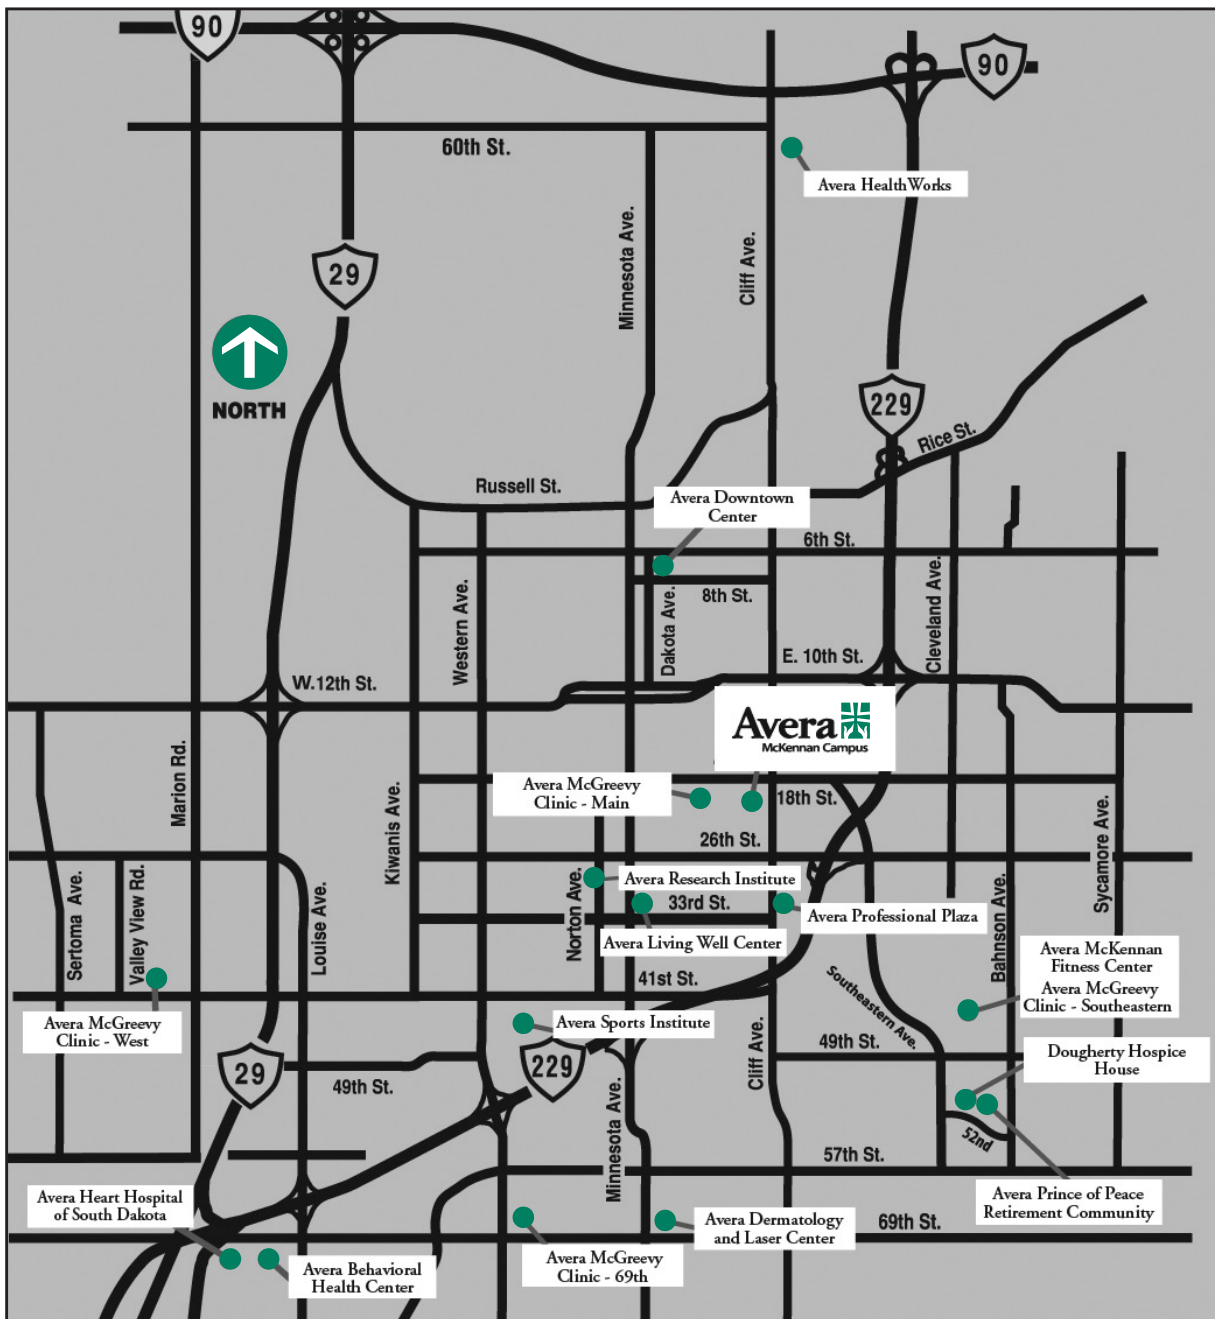 90
90
60th St.
Avera HealthWorks
Minnesota Ave.
Cliff Ave.
29
NORTH
229
Rice St.
Russell St.
Avera Downtown
Center
6th St.
8th St.
Western Ave.
Dakota Ave.
Cleveland Ave.
E. 10th St.
W.12th St.
Avera
McKennan Campus
Marion Rd.
Kiwanis Ave.
Avera McGreevy
Clinic - Main
18th St.
26th St.
Sycamore Ave.
Sertoma Ave.
Valley View Rd.
Louise Ave.
Norton Ave.
Avera Research Institute
33rd St.
Avera Professional Plaza
Avera Living Well Center
Bahnson Ave.
Avera McKennan
Fitness Center
Avera McGreevy
Clinic - Southeastern
41st St.
Southeastern Ave.
Avera McGreevy
Clinic - West
Avera Sports Institute
49th St.
Dougherty Hospice
House
29
49th St.
229
Minnesota Ave.
Cliff Ave.
52nd
57th St.
Avera Heart Hospital
of South Dakota
Avera Prince of Peace
Retirement Community
Avera Dermatology
and Laser Center
69th St.
Avera Behavioral
Health Center
Avera McGreevy
Clinic - 69th